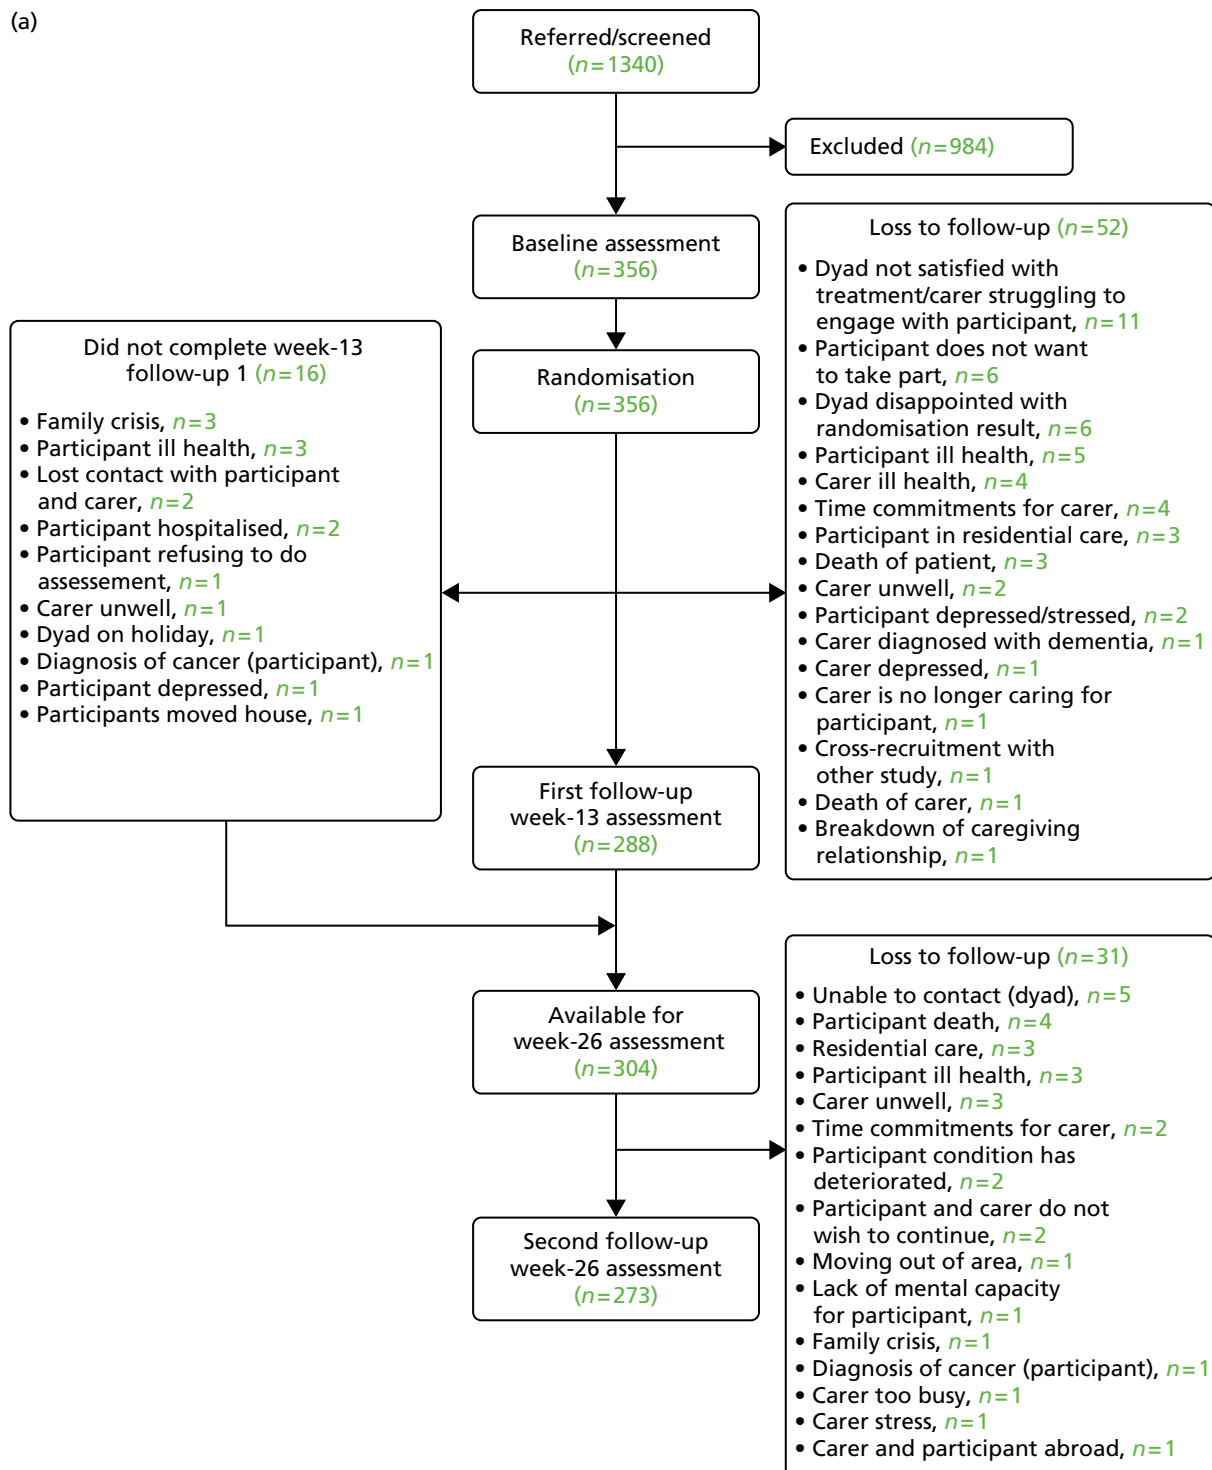 (a)
Referred/screened
(n=1340)
Excluded (n=984)
Baseline assessment
(n=356)
Randomisation
(n=356)
Did not complete week-13
follow-up 1 (n=16)
• Family crisis, n=3
• Participant ill health, n=3
• Lost contact with participant
and carer, n=2
• Participant hospitalised, n=2
• Participant refusing to do
assessement, n=1
• Carer unwell, n=1
• Dyad on holiday, n=1
• Diagnosis of cancer (participant), n=1
• Participant depressed, n=1
• Participants moved house, n=1
Loss to follow-up (n=52)
• Dyad not satisfied with
treatment/carer struggling to
engage with participant, n=11
• Participant does not want
to take part, n=6
• Dyad disappointed with
randomisation result, n=6
• Participant ill health, n=5
• Carer ill health, n=4
• Time commitments for carer, n=4
• Participant in residential care, n=3
• Death of patient, n=3
• Carer unwell, n=2
• Participant depressed/stressed, n=2
• Carer diagnosed with dementia, n=1
• Carer depressed, n=1
• Carer is no longer caring for
participant, n=1
• Cross-recruitment with
other study, n=1
• Death of carer, n=1
• Breakdown of caregiving
relationship, n=1
First follow-up
week-13 assessment
(n=288)
Available for
week-26 assessment
(n=304)
Loss to follow-up (n=31)
• Unable to contact (dyad), n=5
• Participant death, n=4
• Residential care, n=3
• Participant ill health, n=3
• Carer unwell, n=3
• Time commitments for carer, n=2
• Participant condition has
deteriorated, n=2
• Participant and carer do not
wish to continue, n=2
• Moving out of area, n=1
• Lack of mental capacity
for participant, n=1
• Family crisis, n=1
• Diagnosis of cancer (participant), n=1
• Carer too busy, n=1
• Carer stress, n=1
• Carer and participant abroad, n=1
Second follow-up
week-26 assessment
(n=273)